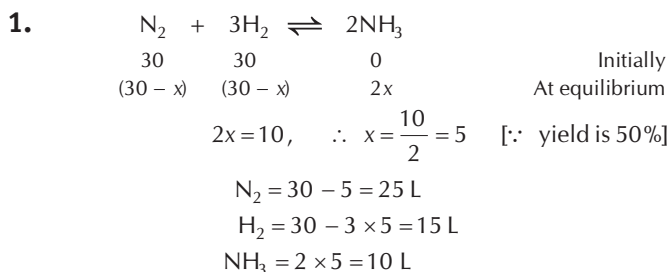 1. N₂ + 3H₂ ⇌ 2NH₃
30 30 0 Initially
(30 – x) (30 – x) 2x At equilibrium
2x = 10, ∴ x = 10/2 = 5 [∵ yield is 50%]
N₂ = 30 – 5 = 25 L
H₂ = 30 – 3 × 5 = 15 L
NH₃ = 2 × 5 = 10 L